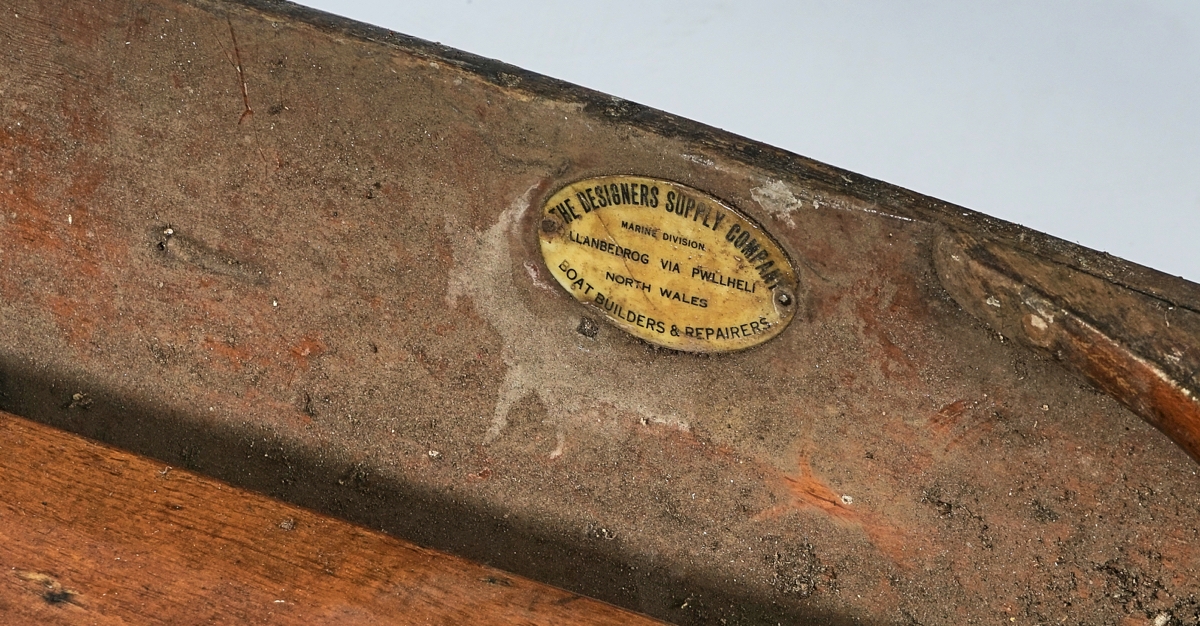 THE DESIGNERS SUPPLY COMPANY
MARINE DIVISION
LLANBEDROG VIA PWLLHELI
NORTH WALES
BOAT BUILDERS & REPAIRERS